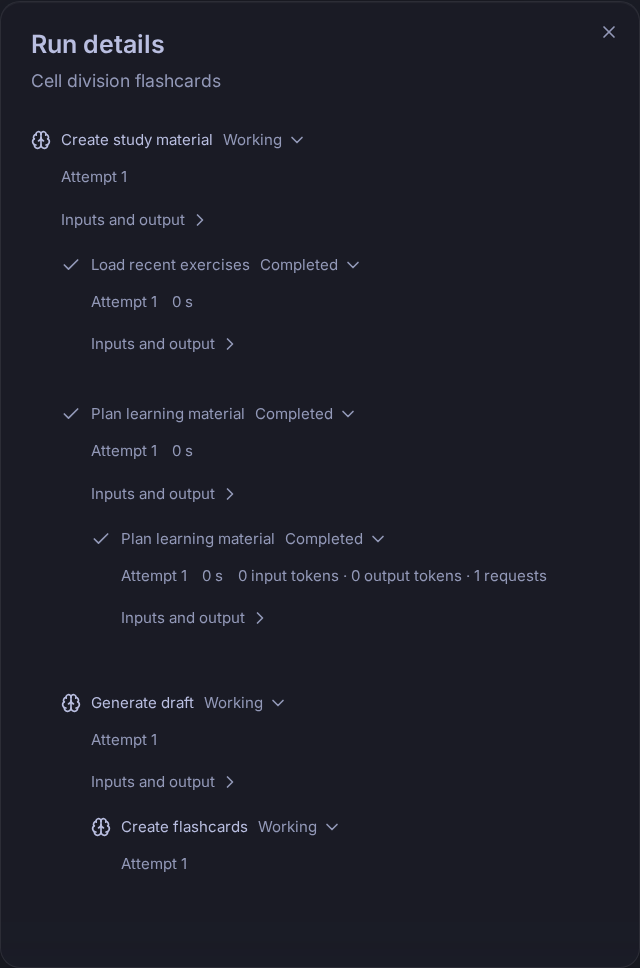 Run details
Cell division flashcards
Create study material Working
Attempt 1
Inputs and output
Load recent exercises Completed
Attempt 1 0 s
Inputs and output
Plan learning material Completed
Attempt 1 0 s
Inputs and output
Plan learning material Completed
Attempt 1 0 s 0 input tokens · 0 output tokens · 1 requests
Inputs and output
Generate draft Working
Attempt 1
Inputs and output
Create flashcards Working
Attempt 1